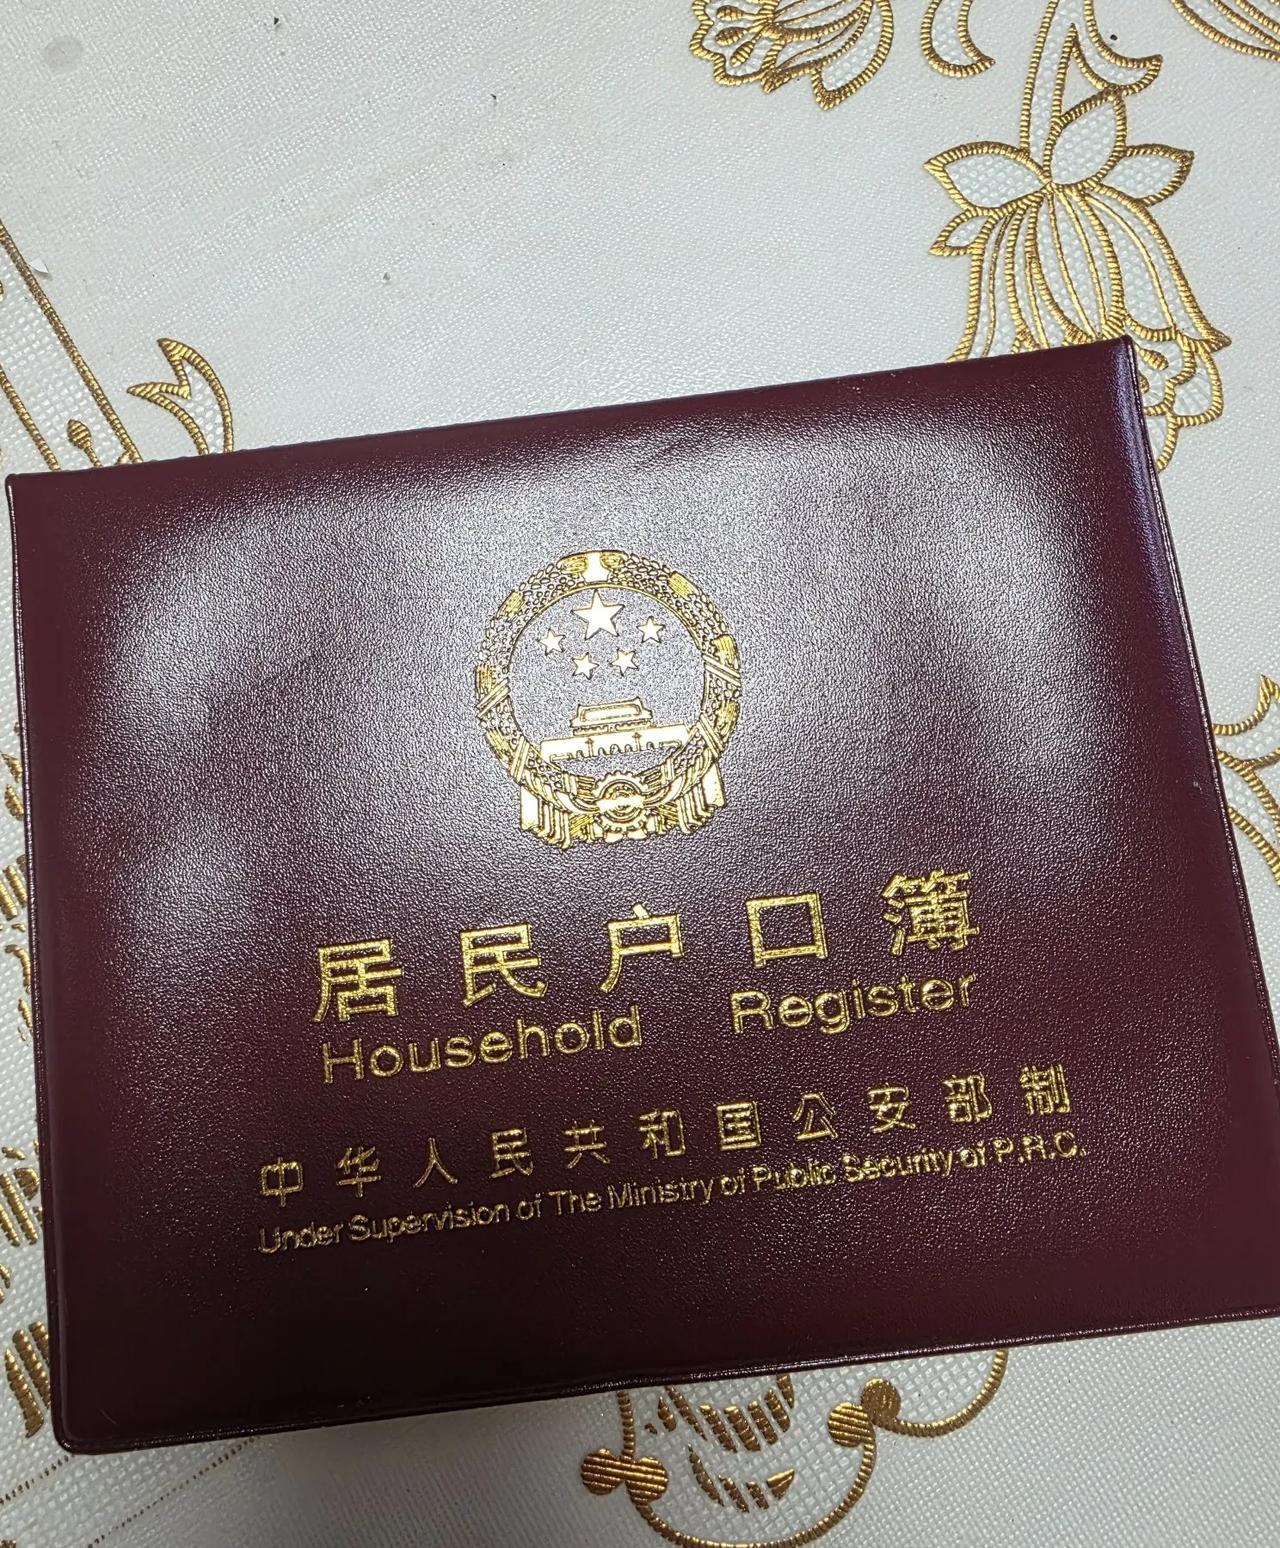 居民户口簿
Household Register
中华人民共和国公安部制
Under Supervision of The Ministry of Public Security of P.R.C.